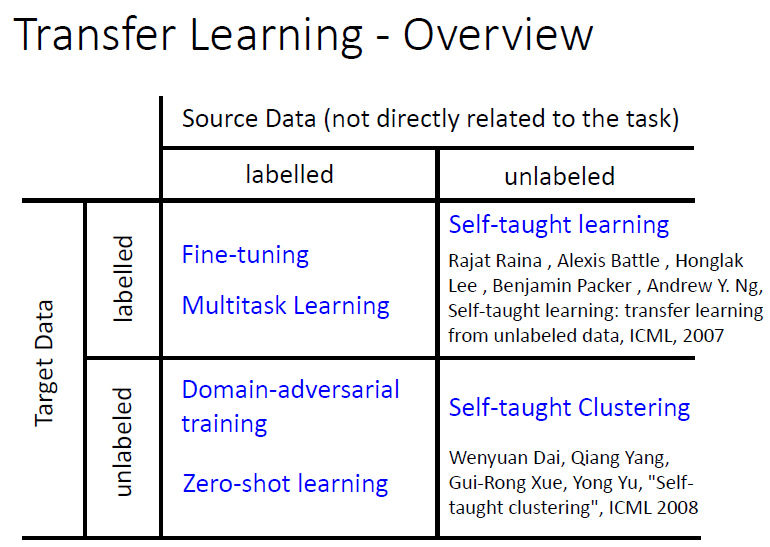 Transfer Learning - Overview
Source Data (not directly related to the task)
labelled
unlabeled
Target Data
labelled
Fine-tuning
Multitask Learning
Self-taught learning
Rajat Raina , Alexis Battle , Honglak
Lee , Benjamin Packer , Andrew Y. Ng,
Self-taught learning: transfer learning
from unlabeled data, ICML, 2007
unlabeled
Domain-adversarial
training
Zero-shot learning
Self-taught Clustering
Wenyuan Dai, Qiang Yang,
Gui-Rong Xue, Yong Yu, "Self-
taught clustering", ICML 2008